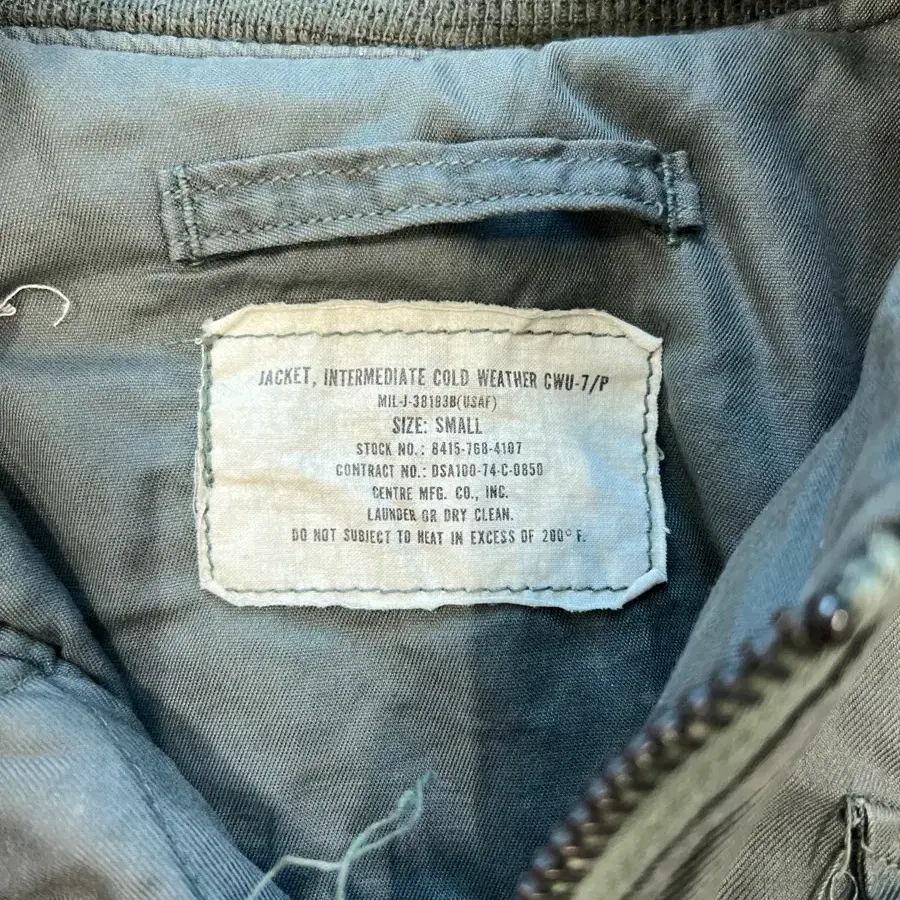 JACKET, INTERMEDIATE COLD WEATHER CWU-7/P
MIL-J-38183B(USAF)
SIZE: SMALL
STOCK NO.: 8415-768-4107
CONTRACT NO.: DSA100-74-C-0850
CENTRE MFG. CO., INC.
LAUNDER OR DRY CLEAN.
DO NOT SUBJECT TO HEAT IN EXCESS OF 200° F.